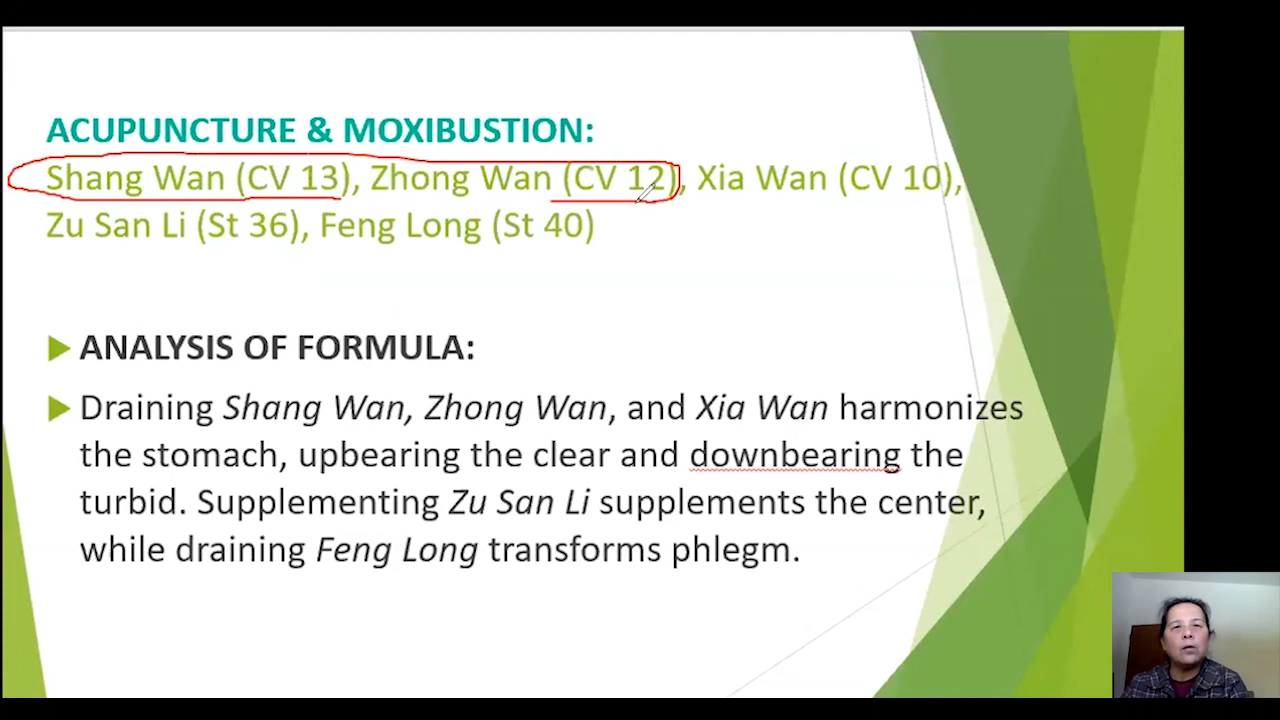 ACUPUNCTURE & MOXIBUSTION:
Shang Wan (CV 13), Zhong Wan (CV 12), Xia Wan (CV 10),
Zu San Li (St 36), Feng Long (St 40)
ANALYSIS OF FORMULA:
Draining Shang Wan, Zhong Wan, and Xia Wan harmonizes
the stomach, upbearing the clear and downbearing the
turbid. Supplementing Zu San Li supplements the center,
while draining Feng Long transforms phlegm.